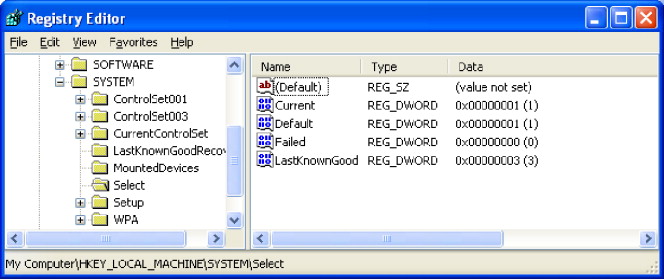 Registry Editor
File Edit View Favorites Help
SOFTWARE
SYSTEM
ControlSet001
ControlSet003
CurrentControlSet
LastKnownGoodRecov
MountedDevices
Select
Setup
WPA
Name Type Data
(Default) REG_SZ (value not set)
Current REG_DWORD 0x00000001 (1)
Default REG_DWORD 0x00000001 (1)
Failed REG_DWORD 0x00000000 (0)
LastKnownGood REG_DWORD 0x00000003 (3)
My Computer\HKEY_LOCAL_MACHINE\SYSTEM\Select